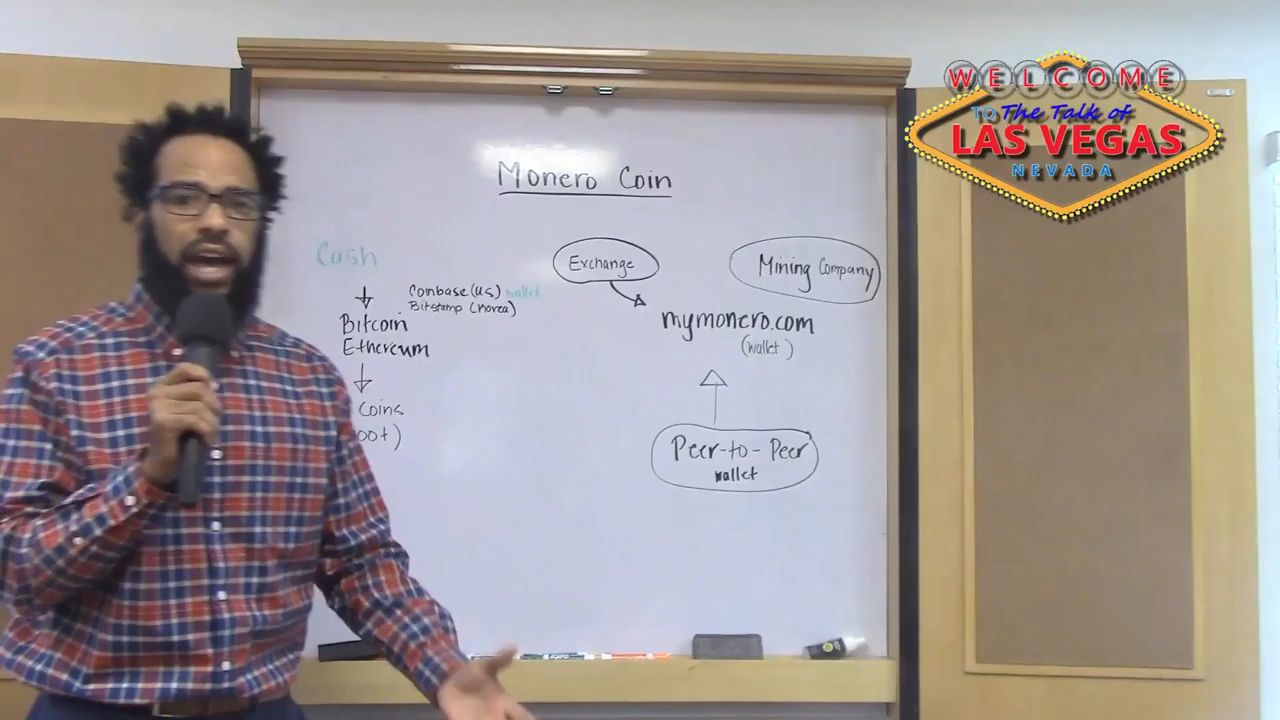 WELCOME
TO The Talk of
LAS VEGAS
NEVADA
Monero Coin
Cash
Coinbase (US) wallet
Bitstamp (Korea)
Bitcoin
Ethereum
Coins
Exchange
Mining Company
mymonero.com
(wallet)
Peer-to-Peer
wallet